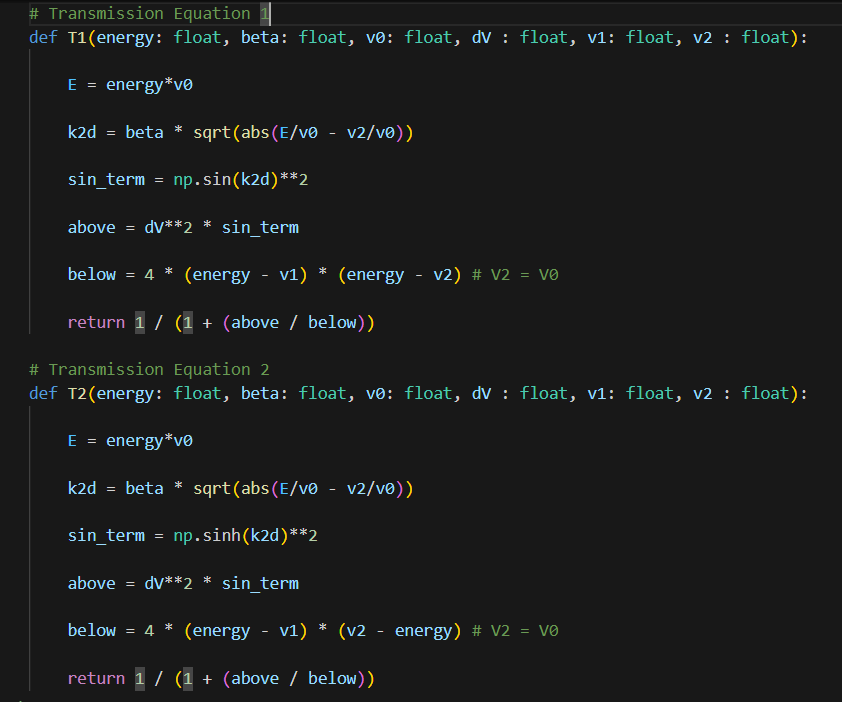 # Transmission Equation 1
def T1(energy: float, beta: float, v0: float, dV : float, v1: float, v2 : float):
E = energy*v0
k2d = beta * sqrt(abs(E/v0 - v2/v0))
sin_term = np.sin(k2d)**2
above = dV**2 * sin_term
below = 4 * (energy - v1) * (energy - v2) # V2 = V0
return 1 / (1 + (above / below))
# Transmission Equation 2
def T2(energy: float, beta: float, v0: float, dV : float, v1: float, v2 : float):
E = energy*v0
k2d = beta * sqrt(abs(E/v0 - v2/v0))
sin_term = np.sinh(k2d)**2
above = dV**2 * sin_term
below = 4 * (energy - v1) * (v2 - energy) # V2 = V0
return 1 / (1 + (above / below))